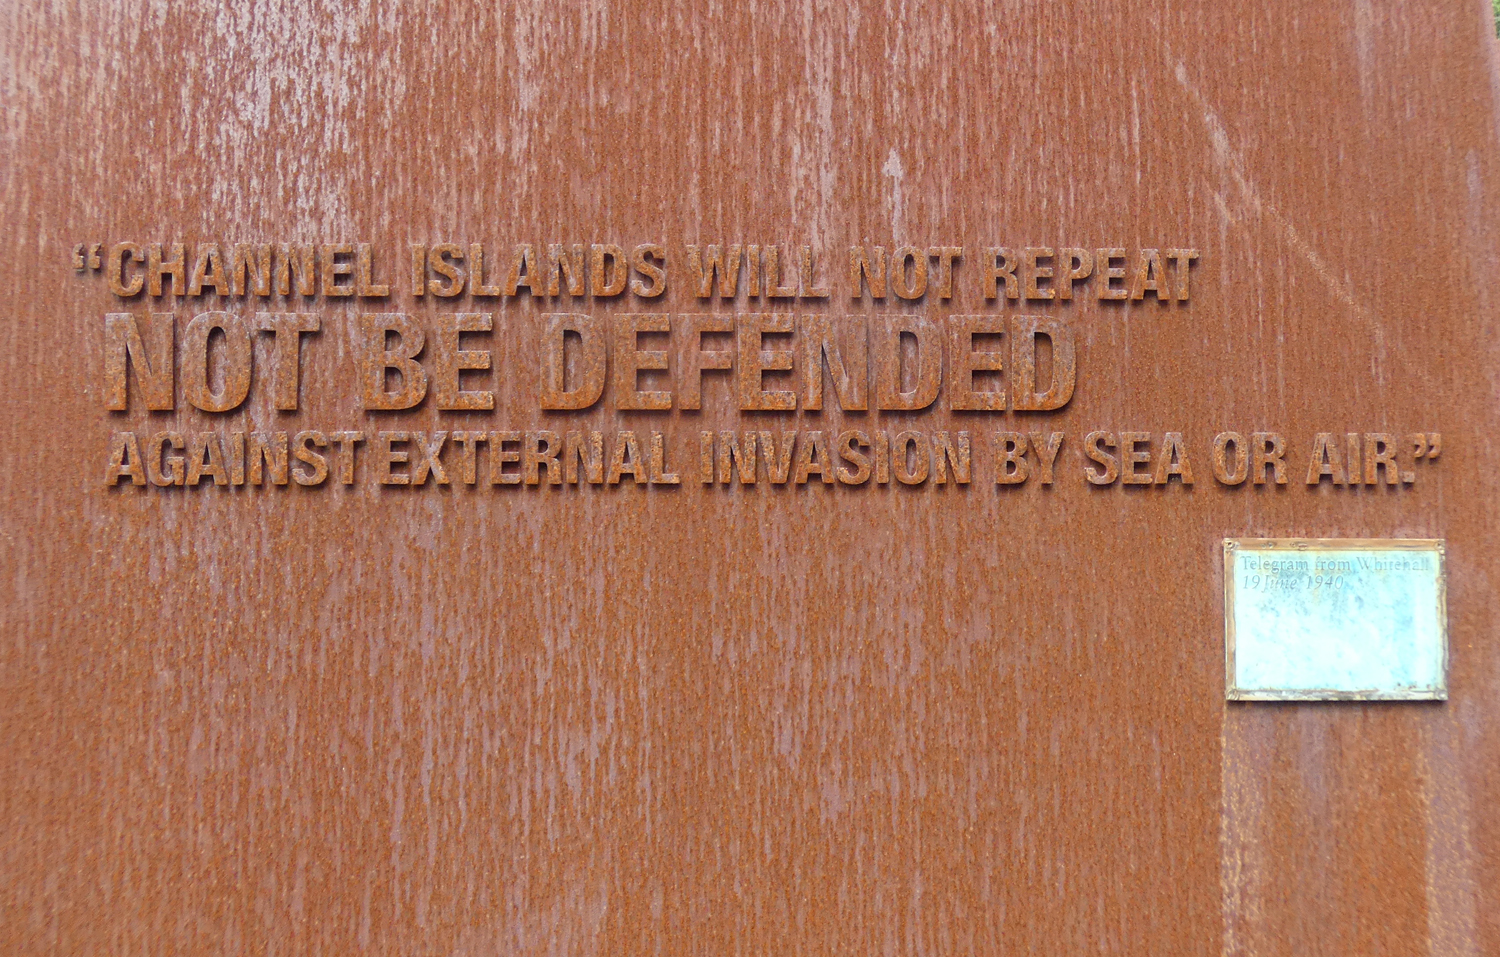 “CHANNEL ISLANDS WILL NOT REPEAT
NOT BE DEFENDED
AGAINST EXTERNAL INVASION BY SEA OR AIR.”
Telegram from Whitehall
19 June 1940